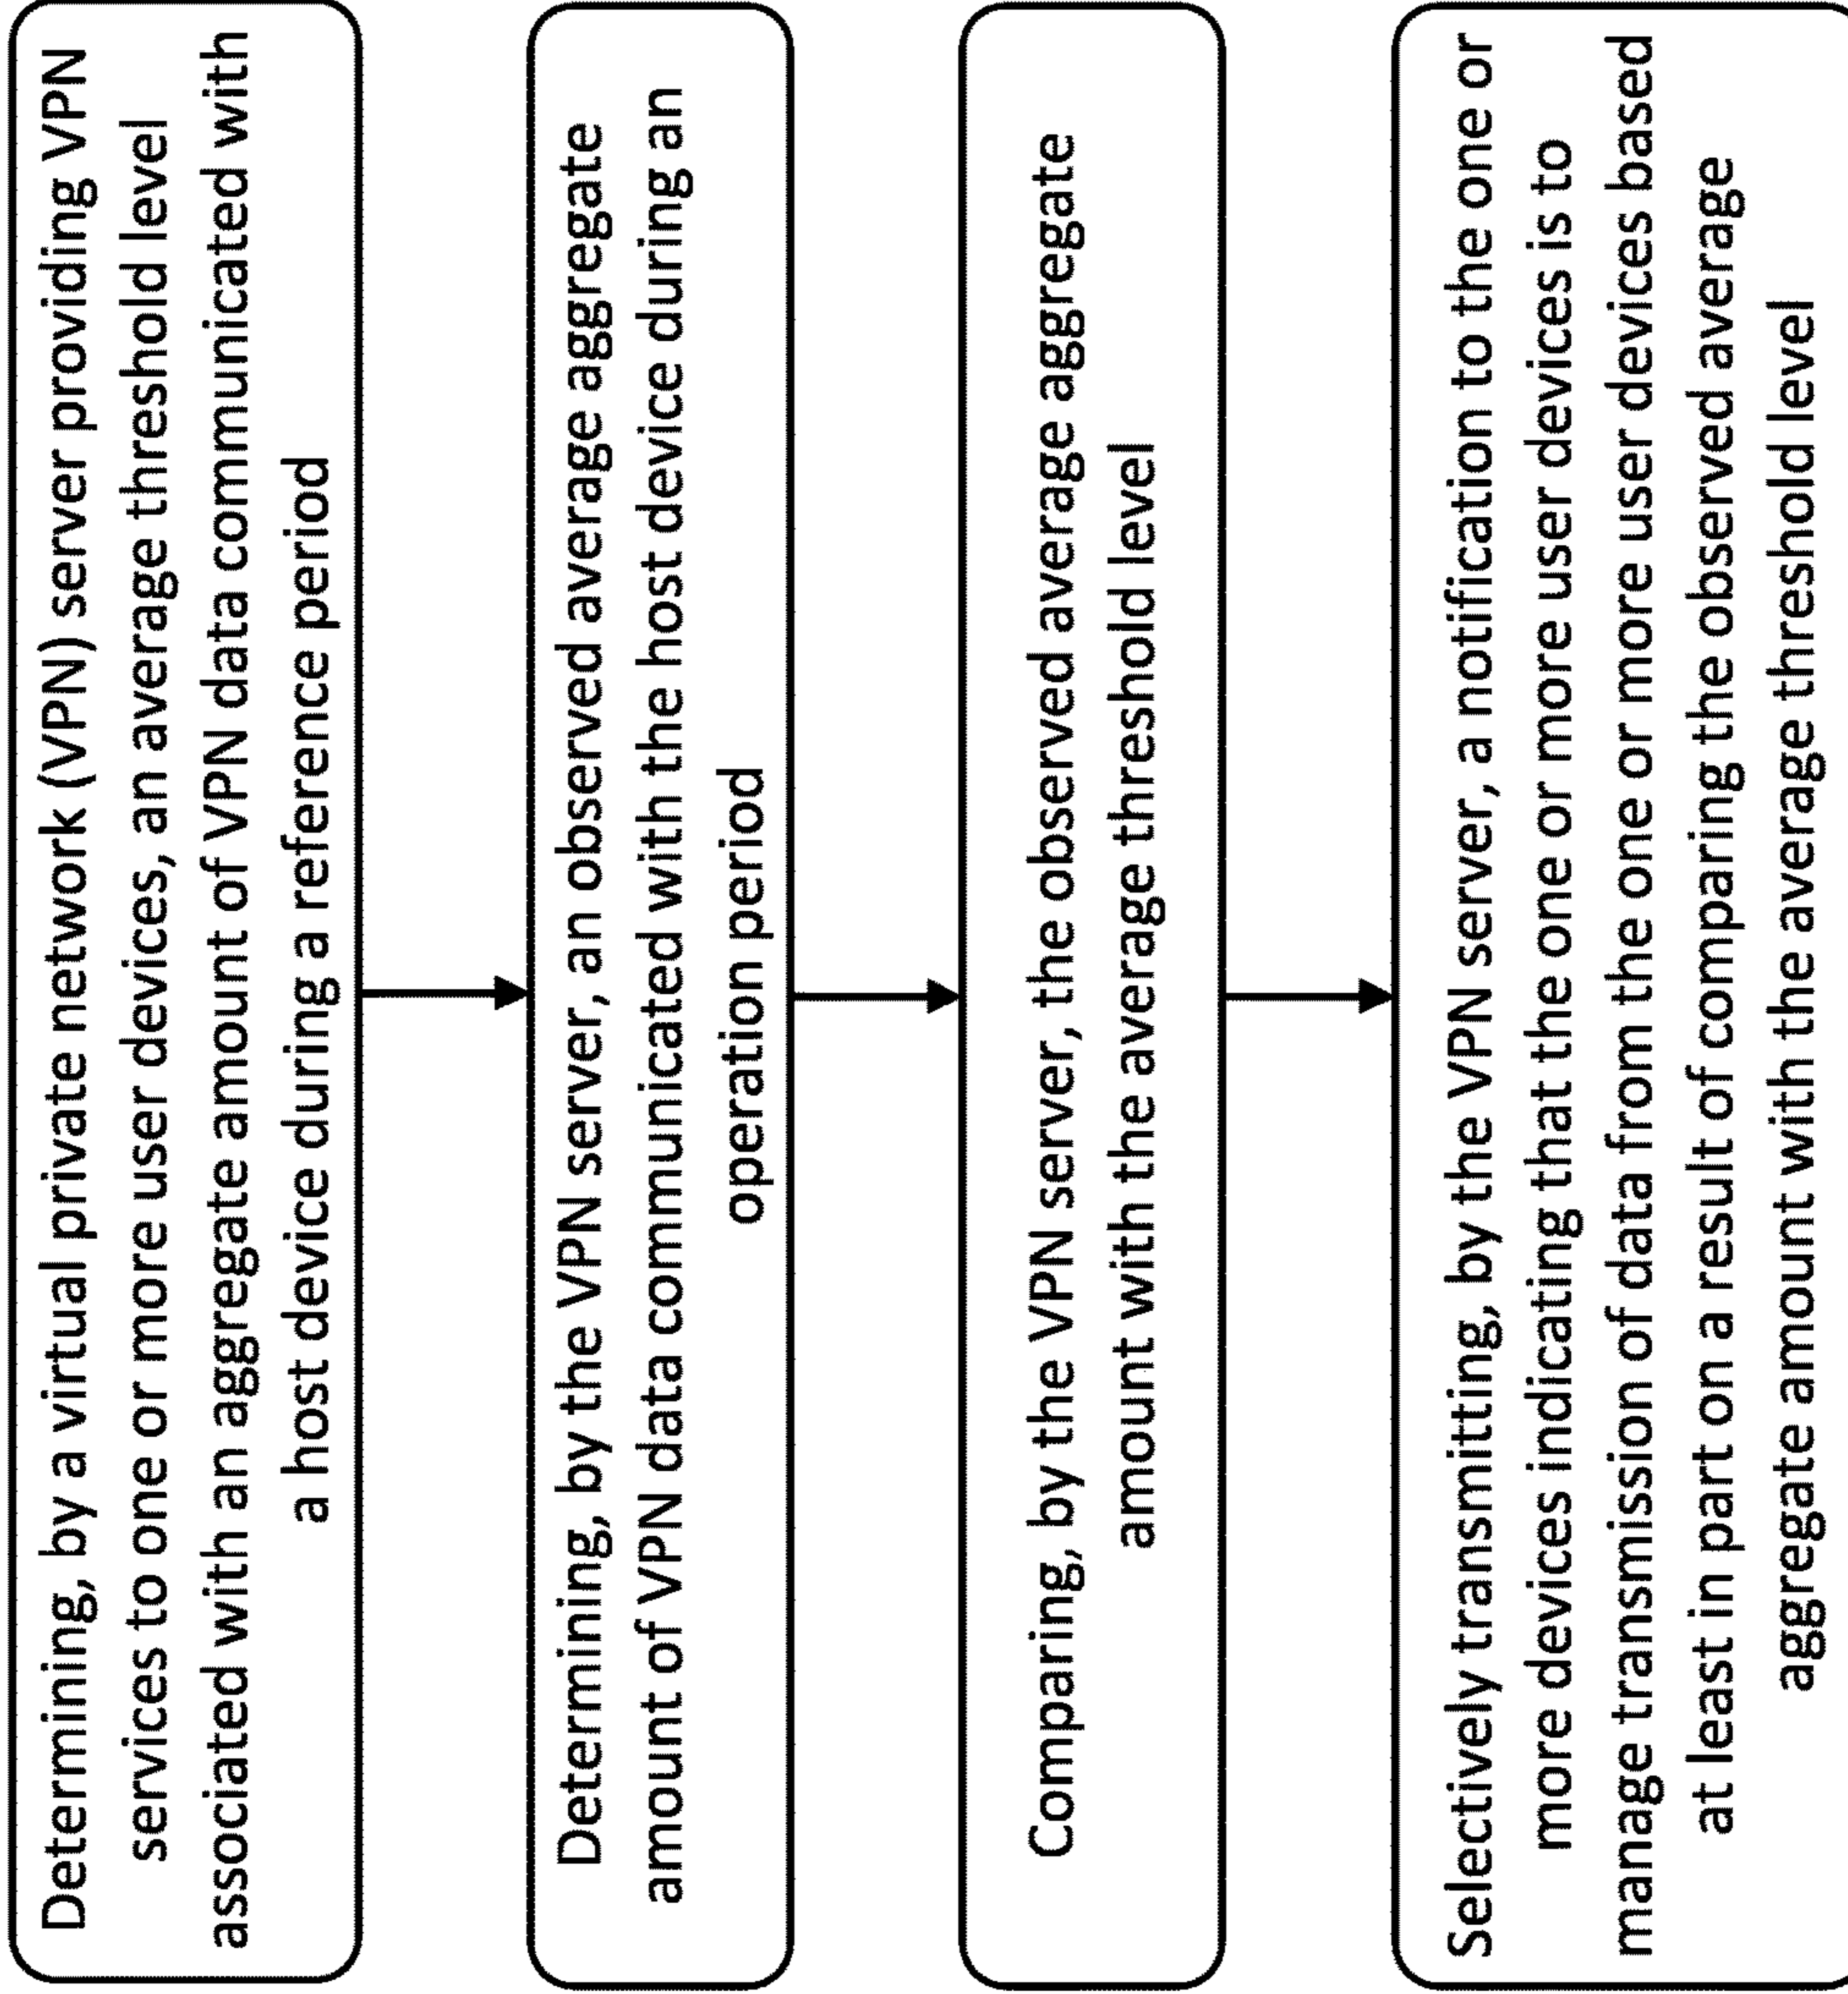 Determining, by a virtual private network (VPN) server providing VPN
services to one or more user devices, an average threshold level
associated with an aggregate amount of VPN data communicated with
a host device during a reference period
Determining, by the VPN server, an observed average aggregate
amount of VPN data communicated with the host device during an
operation period
Comparing, by the VPN server, the observed average aggregate
amount with the average threshold level
Selectively transmitting, by the VPN server, a notification to the one or
more devices indicating that the one or more user devices is to
manage transmission of data from the one or more user devices based
at least in part on a result of comparing the observed average
aggregate amount with the average threshold level